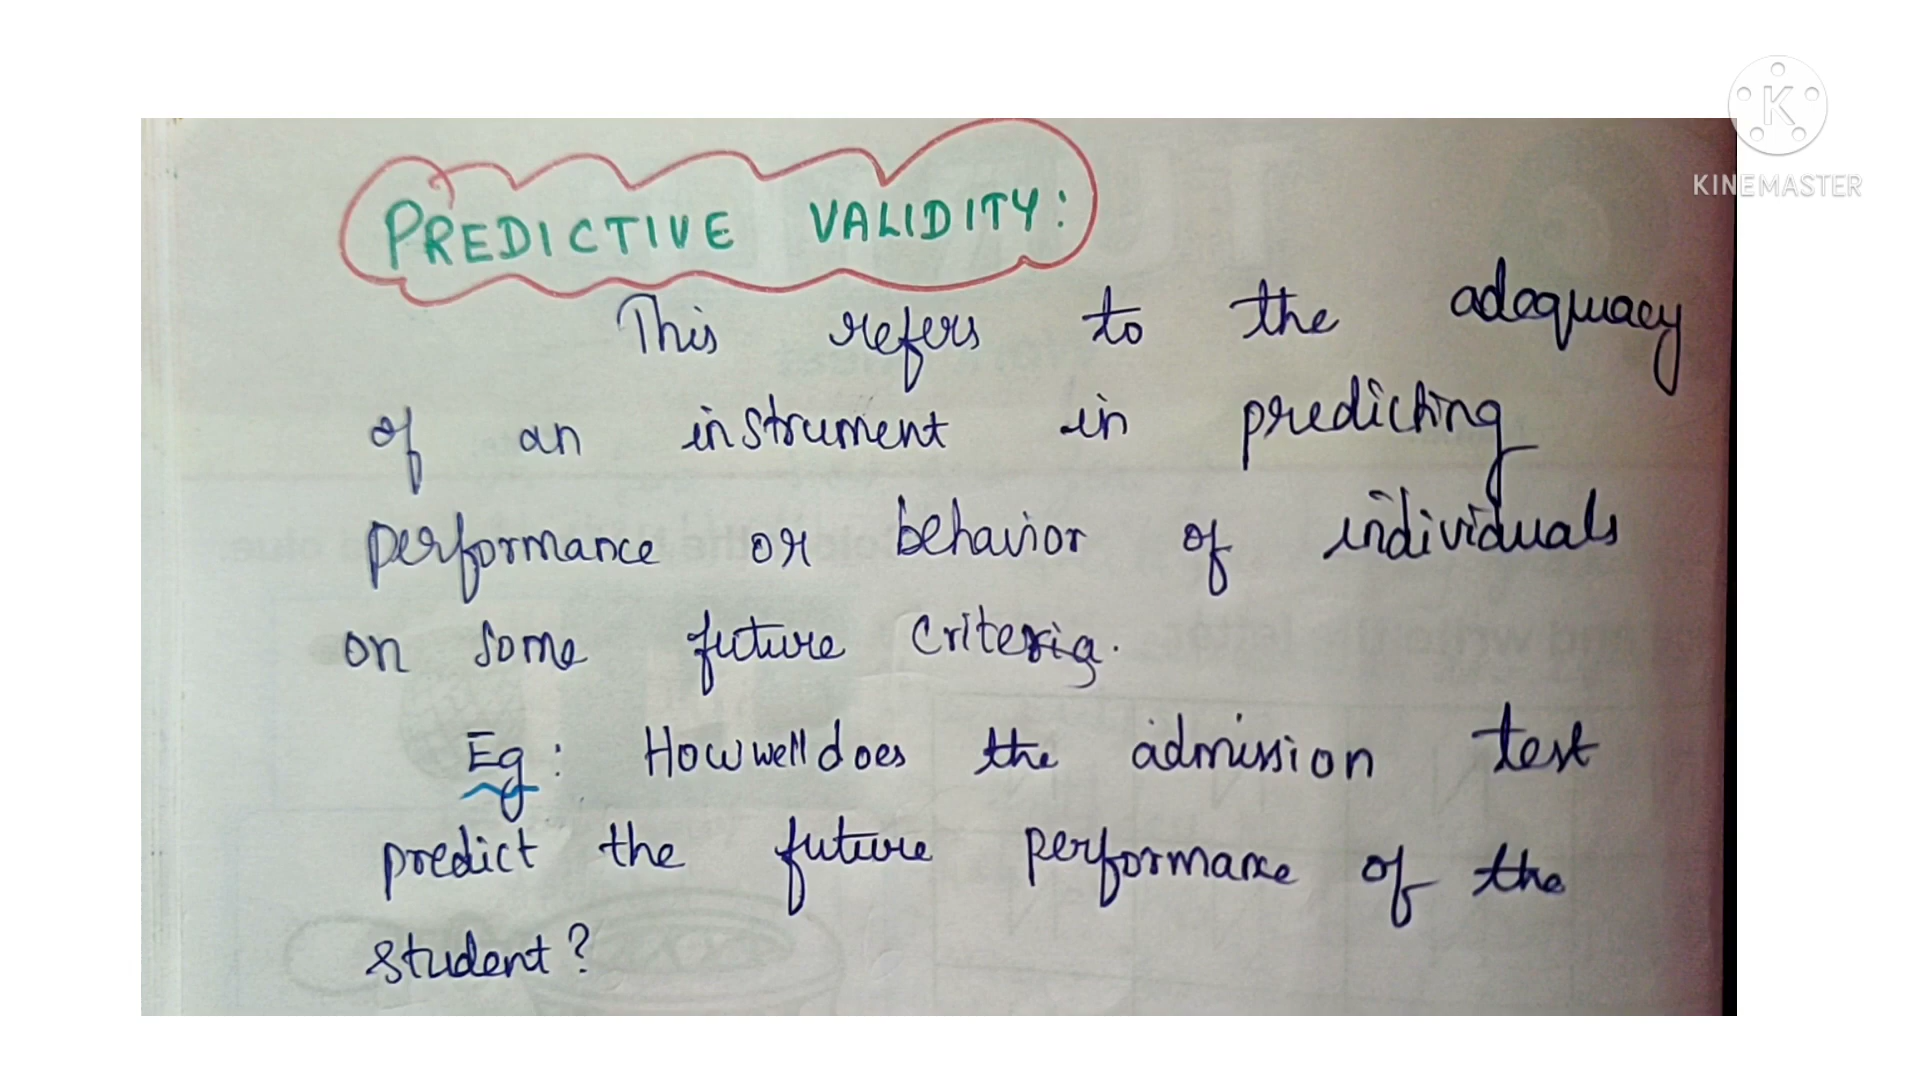 KINEMASTER
PREDICTIVE VALIDITY:
This refers to the adequacy
of an instrument in predicting
performance or behavior of individuals
on some future criteria.
Eg: How well does the admission test
predict the future performance of the
student?